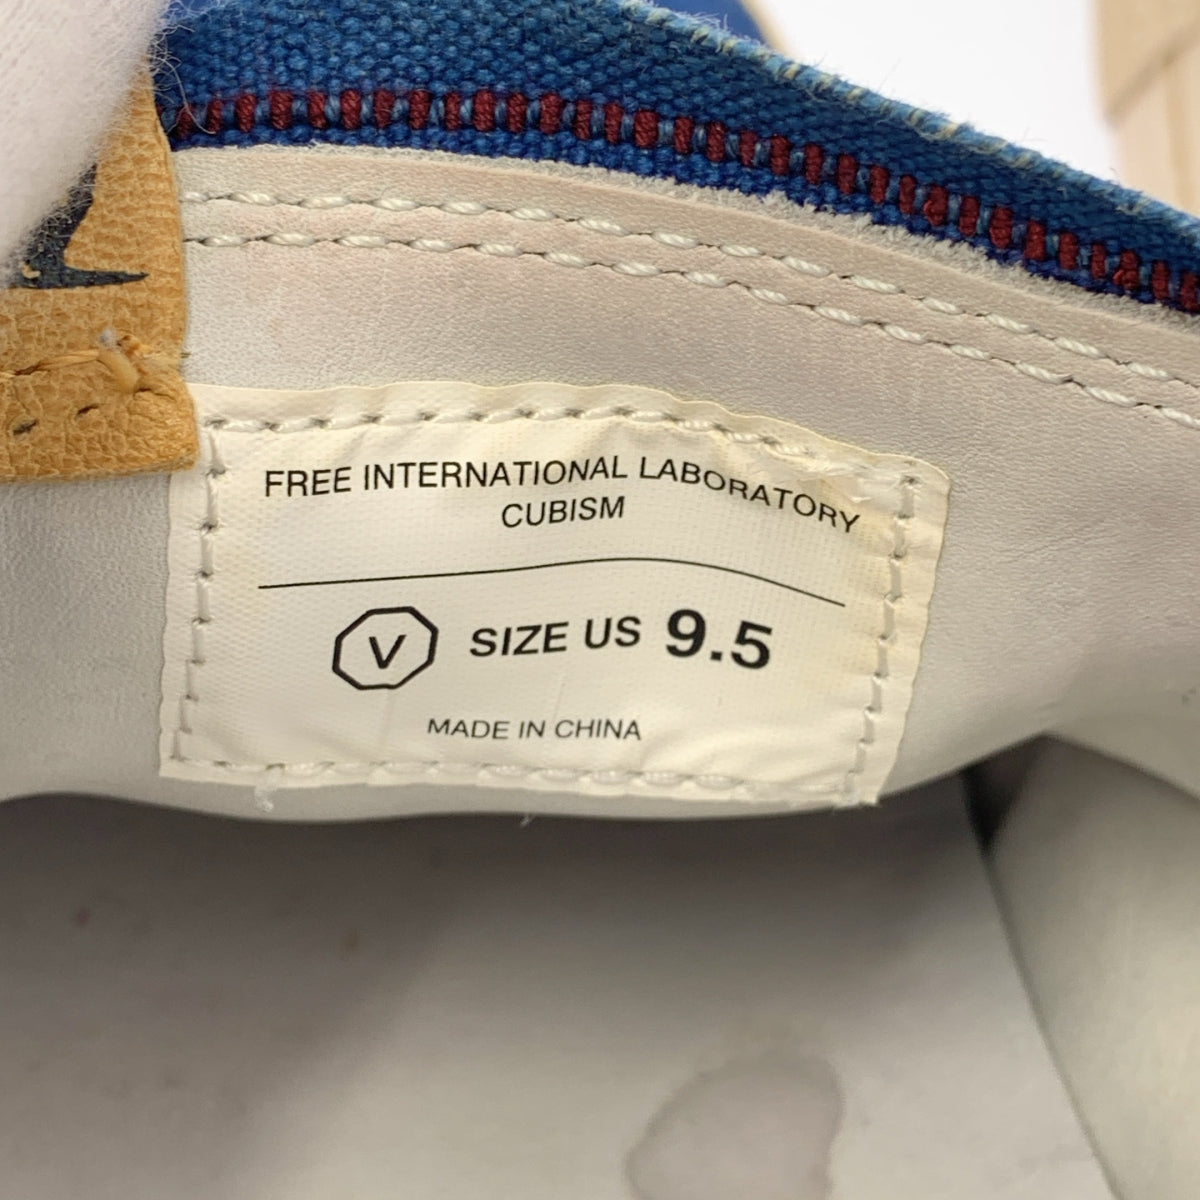 FREE INTERNATIONAL LABORATORY
CUBISM
V SIZE US 9.5
MADE IN CHINA